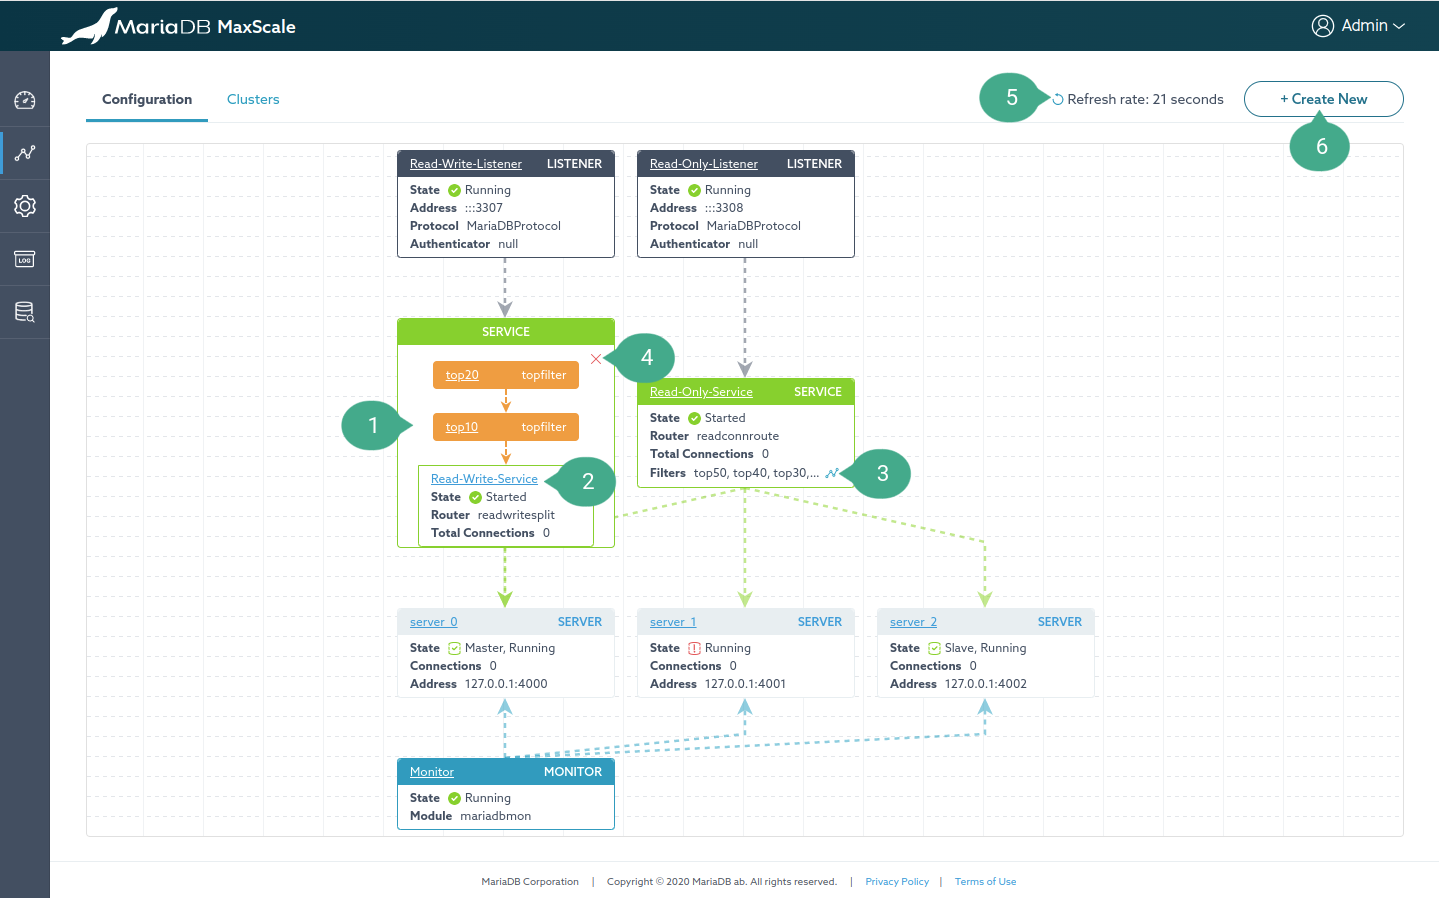 MariaDB MaxScale
Admin
Configuration
Clusters
5
Refresh rate: 21 seconds
+ Create New
6
Read-Write-Listener LISTENER
State Running
Address :::3307
Protocol MariaDBProtocol
Authenticator null
Read-Only-Listener LISTENER
State Running
Address :::3308
Protocol MariaDBProtocol
Authenticator null
SERVICE
4
top20 topfilter
1
top10 topfilter
Read-Write-Service
2
State Started
Router readwritesplit
Total Connections 0
Read-Only-Service SERVICE
State Started
Router readconnroute
Total Connections 0
Filters top50, top40, top30,...
3
LOG
server_0 SERVER
State Master, Running
Connections 0
Address 127.0.0.1:4000
server_1 SERVER
State Running
Connections 0
Address 127.0.0.1:4001
server_2 SERVER
State Slave, Running
Connections 0
Address 127.0.0.1:4002
Monitor MONITOR
State Running
Module mariadbmon
MariaDB Corporation | Copyright © 2020 MariaDB ab. All rights reserved. | Privacy Policy | Terms of Use